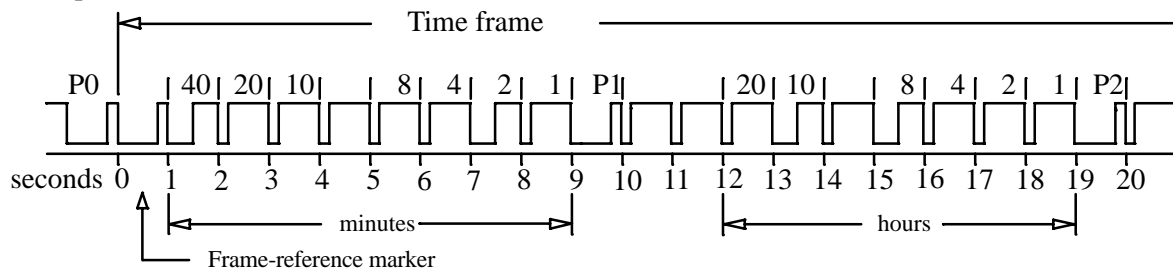 Time frame
P0 40 20 10 8 4 2 1 P1 20 10 8 4 2 1 P2
seconds 0 1 2 3 4 5 6 7 8 9 10 11 12 13 14 15 16 17 18 19 20
minutes hours
Frame-reference marker